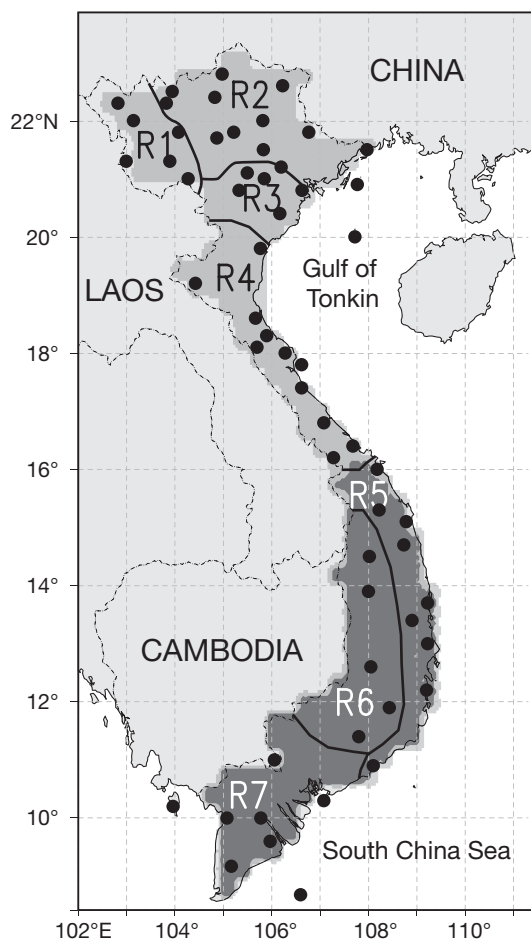 CHINA
R2
22°N
R1
R3
20°
R4
Gulf of
Tonkin
LAOS
18°
16°
R5
14°
CAMBODIA
12°
R6
R7
10°
South China Sea
102°E 104° 106° 108° 110°